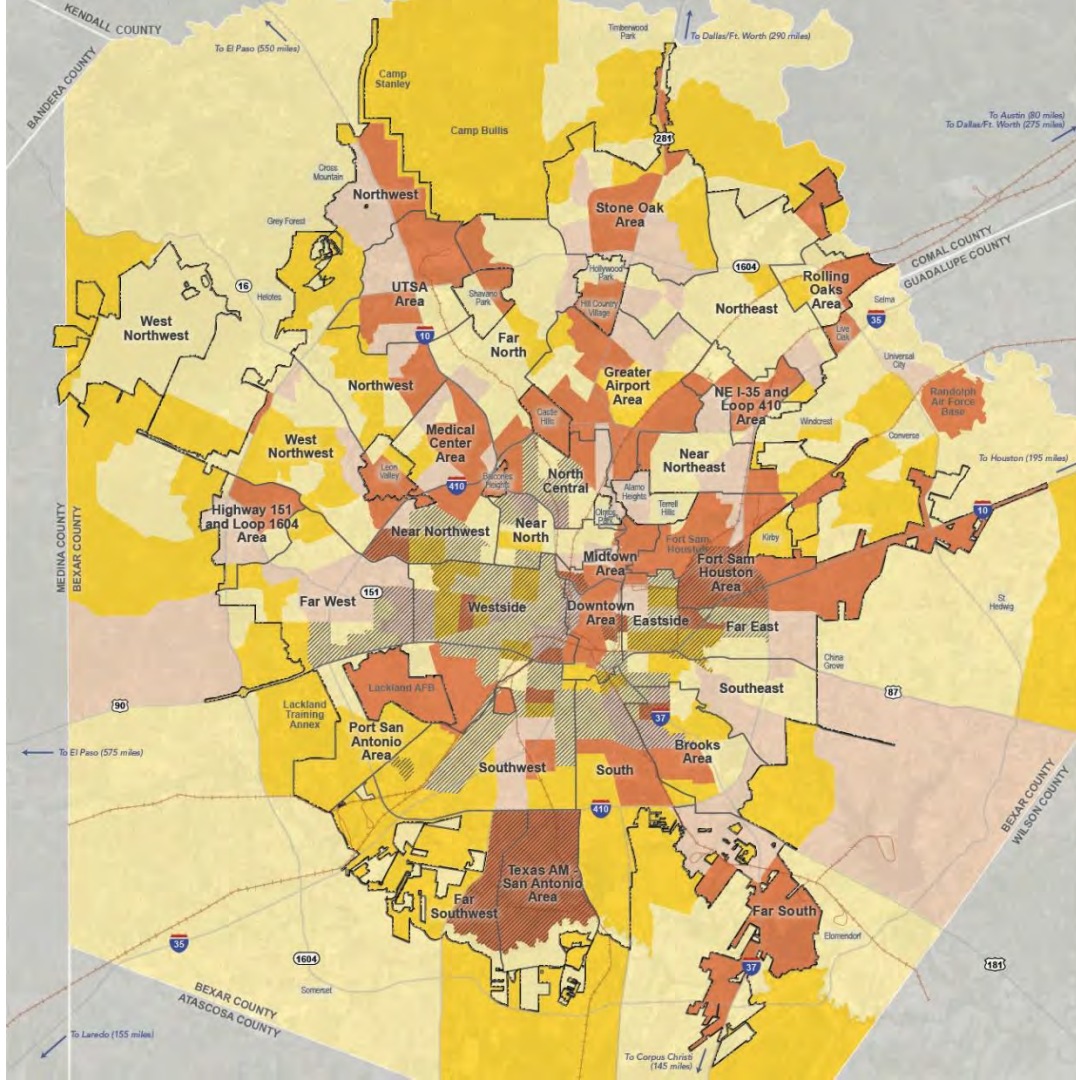 KENDALL COUNTY
BANDERA COUNTY
To El Paso (550 miles)
Camp
Stanley
Camp Bullis
Timberwood
Park
To Dallas/Ft. Worth (290 miles)
To Austin (80 miles)
To Dallas/Ft. Worth (275 miles)
281
Cross
Mountain
Northwest
Grey Forest
Stone Oak
Area
COMAL COUNTY
GUADALUPE COUNTY
16
Helotes
UTSA
Area
Shavano
Park
Hollywood
Park
Hill Country
Village
1604
Rolling
Oaks
Area
Selma
Northeast
35
Live
Oak
West
Northwest
10
Far
North
Universal
City
Northwest
Greater
Airport
Area
NE I-35 and
Loop 410
Area
Randolph
Air Force
Base
Castle
Hills
Windcrest
Converse
West
Northwest
Medical
Center
Area
Leon
Valley
410
Balcones
Heights
North
Central
Near
Northeast
To Houston (195 miles)
Alamo
Heights
Terrell
Hills
Olmos
Park
Highway 151
and Loop 1604
Area
Near Northwest
Near
North
10
Kirby
Fort Sam
Houston
Midtown
Area
Fort Sam
Houston
Area
MEDINA COUNTY
BEXAR COUNTY
Far West
151
Westside
Downtown
Area
Eastside
Far East
St
Hedwig
China
Grove
Lackland AFB
Southeast
87
90
Lackland
Training
Annex
37
Port San
Antonio
Area
Brooks
Area
To El Paso (575 miles)
Southwest
South
410
BEXAR COUNTY
WILSON COUNTY
Texas AM -
San Antonio
Area
Far
Southwest
Far South
Elomendorf
35
1604
37
181
Somerset
BEXAR COUNTY
ATASCOSA COUNTY
To Laredo (155 miles)
To Corpus Christi
(145 miles)